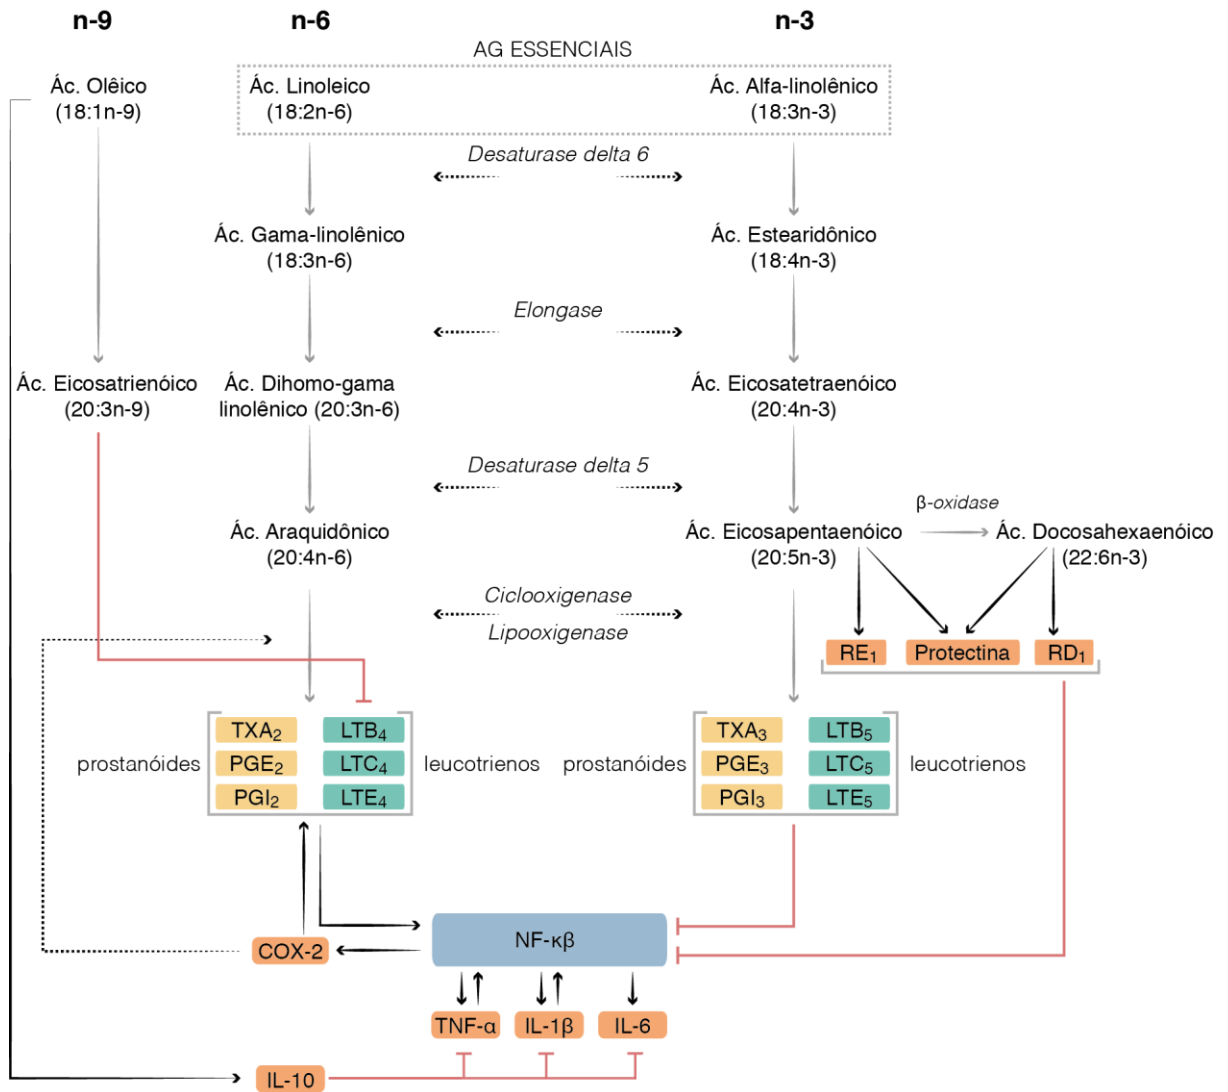 n-9
n-6
n-3
AG ESSENCIAIS
Ác. Olêico
(18:1n-9)
Ác. Linoleico
(18:2n-6)
Ác. Alfa-linolênico
(18:3n-3)
Desaturase delta 6
Ác. Gama-linolênico
(18:3n-6)
Ác. Estearidônico
(18:4n-3)
Elongase
Ác. Eicosatrienóico
(20:3n-9)
Ác. Dihomo-gama
linolênico (20:3n-6)
Ác. Eicosatetraenóico
(20:4n-3)
Desaturase delta 5
Ác. Araquidônico
(20:4n-6)
Ác. Eicosapentaenóico
(20:5n-3)
β-oxidase
Ác. Docosahexaenóico
(22:6n-3)
Ciclooxigenase
Lipooxigenase
RE₁
Protectina
RD₁
prostanóides
TXA₂
PGE₂
PGI₂
LTB₄
LTC₄
LTE₄
leucotrienos
prostanóides
TXA₃
PGE₃
PGI₃
LTB₅
LTC₅
LTE₅
leucotrienos
COX-2
NF-κβ
TNF-α
IL-1β
IL-6
IL-10